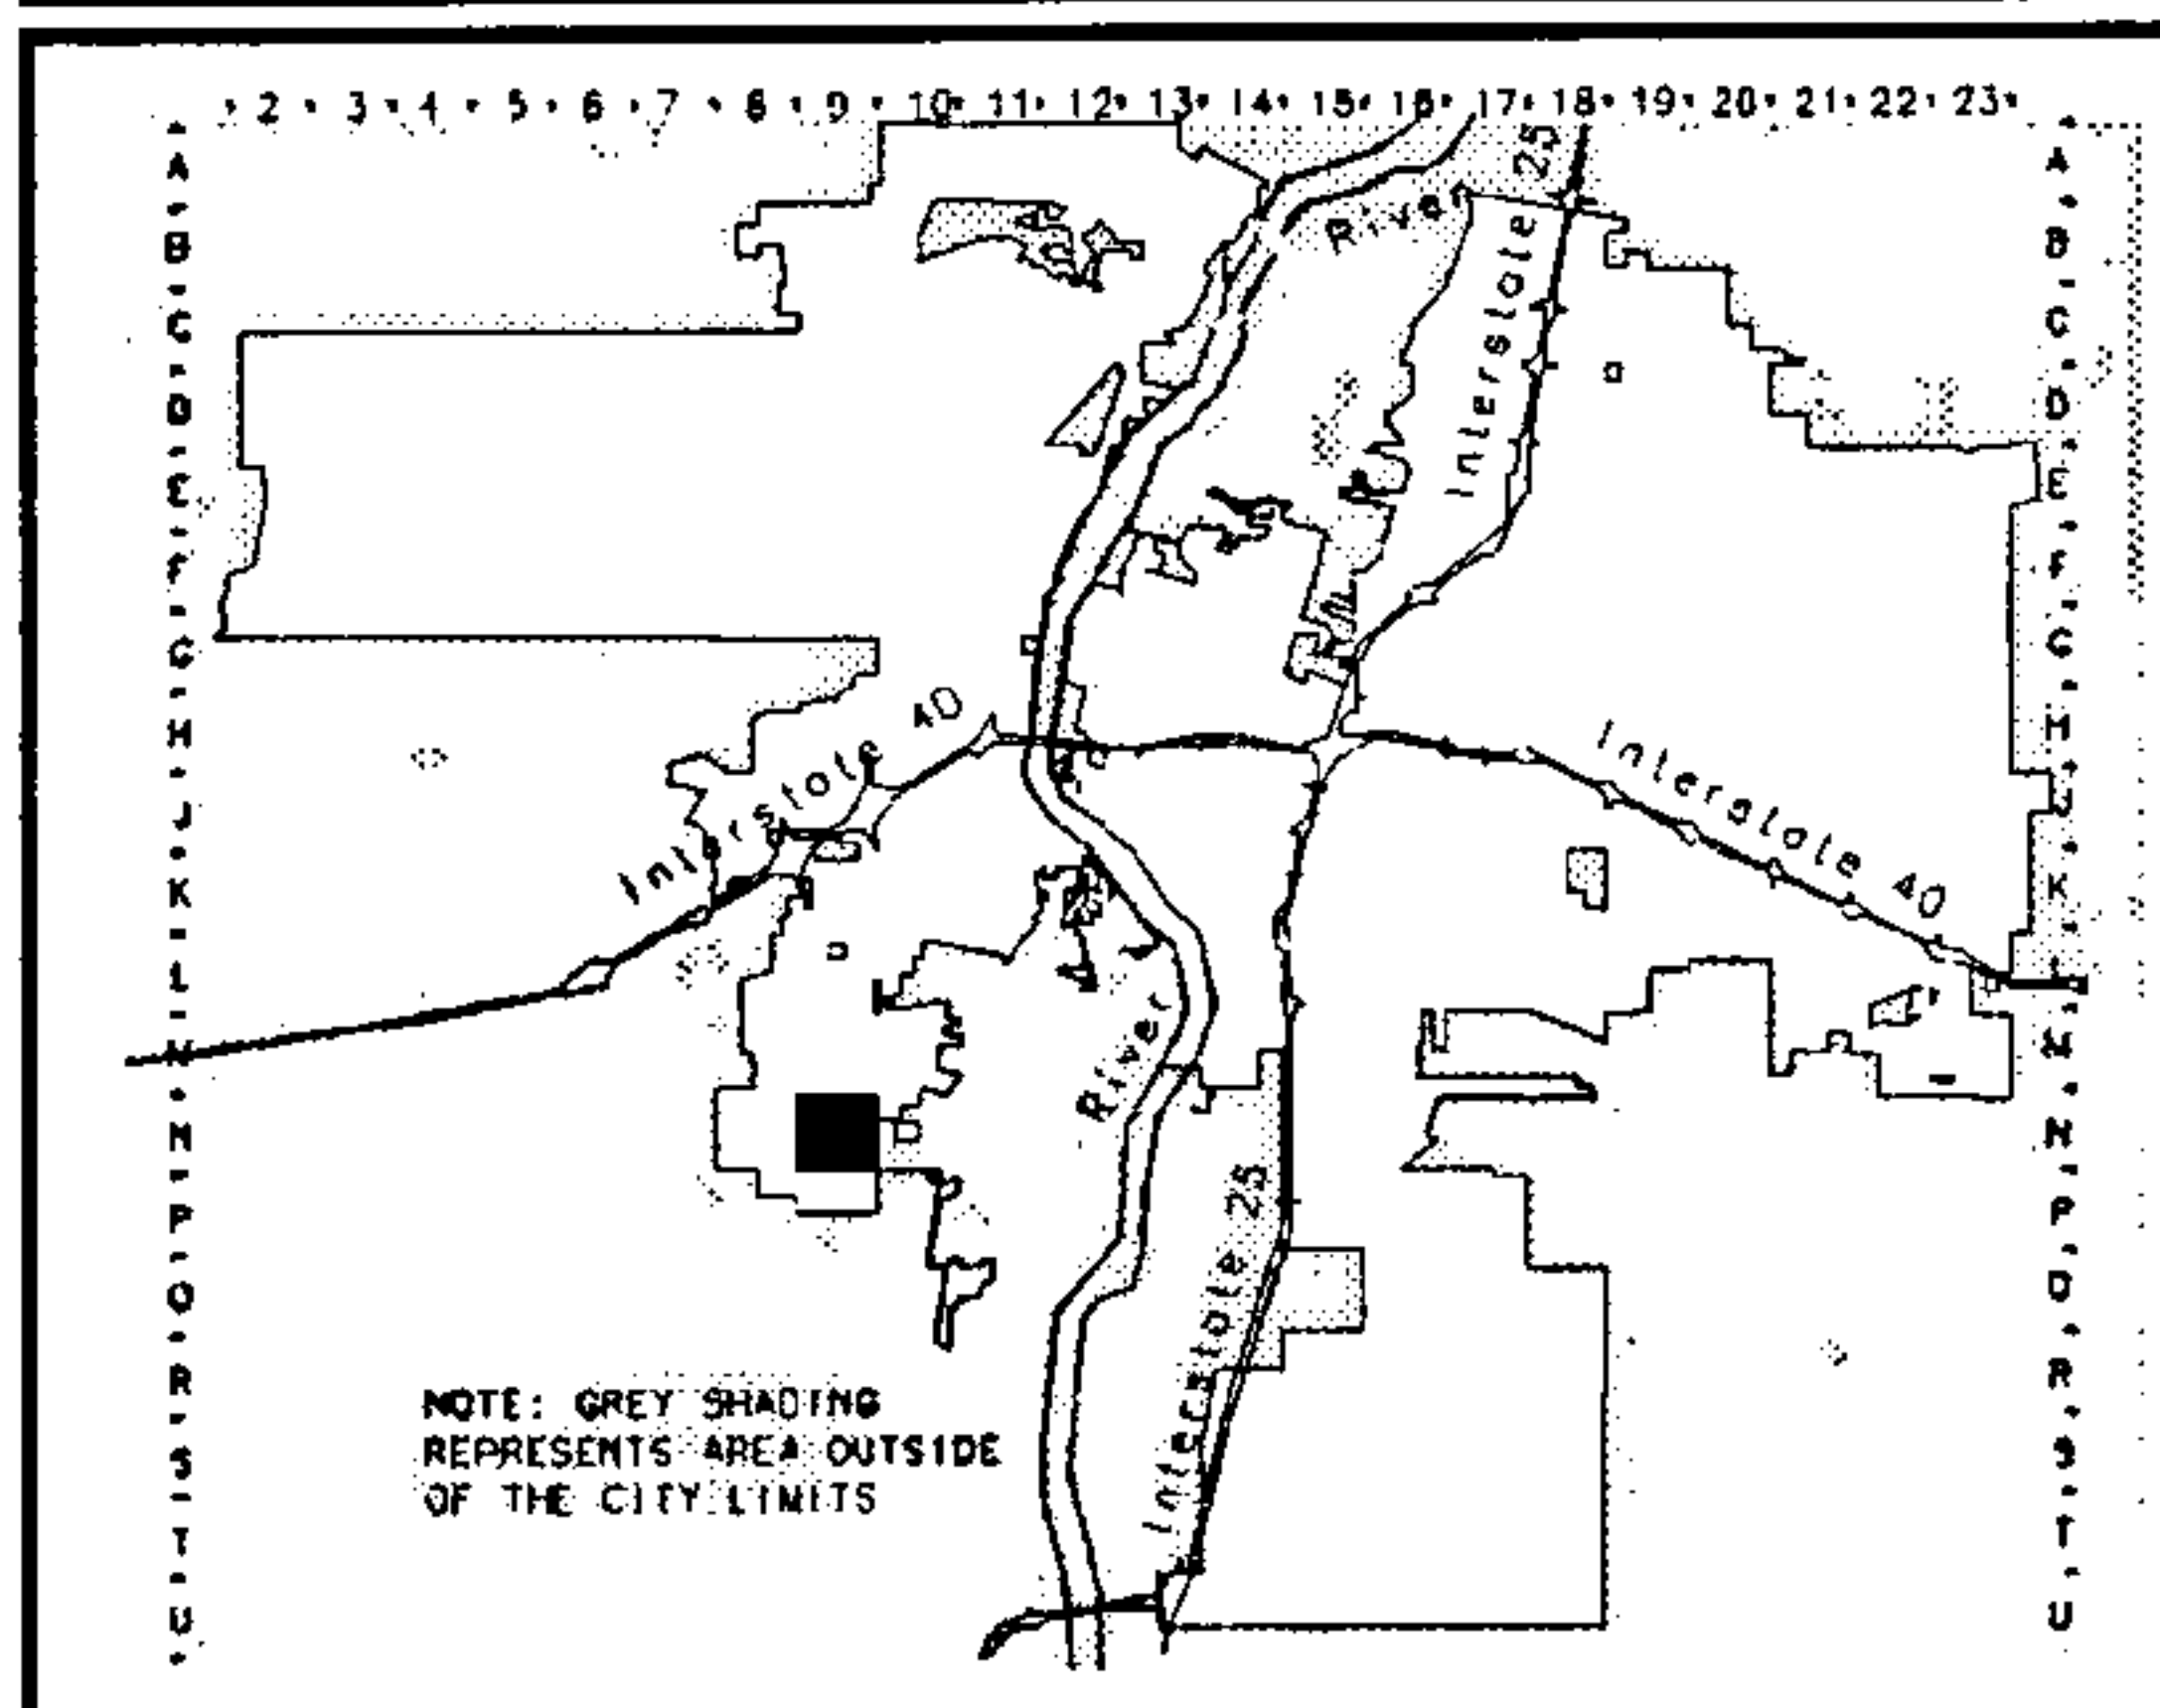 2 3 4 5 6 7 8 9 10 11 12 13 14 15 16 17 18 19 20 21 22 23
A A
B B
C C
D D
E E
F F
G G
H H
J J
K K
L L
M M
N N
P P
Q Q
R R
S S
T T
U U
River
Interstate 25
Interstate 40
Interstate 40
River
Interstate 25
NOTE: GREY SHADING
REPRESENTS AREA OUTSIDE
OF THE CITY LIMITS